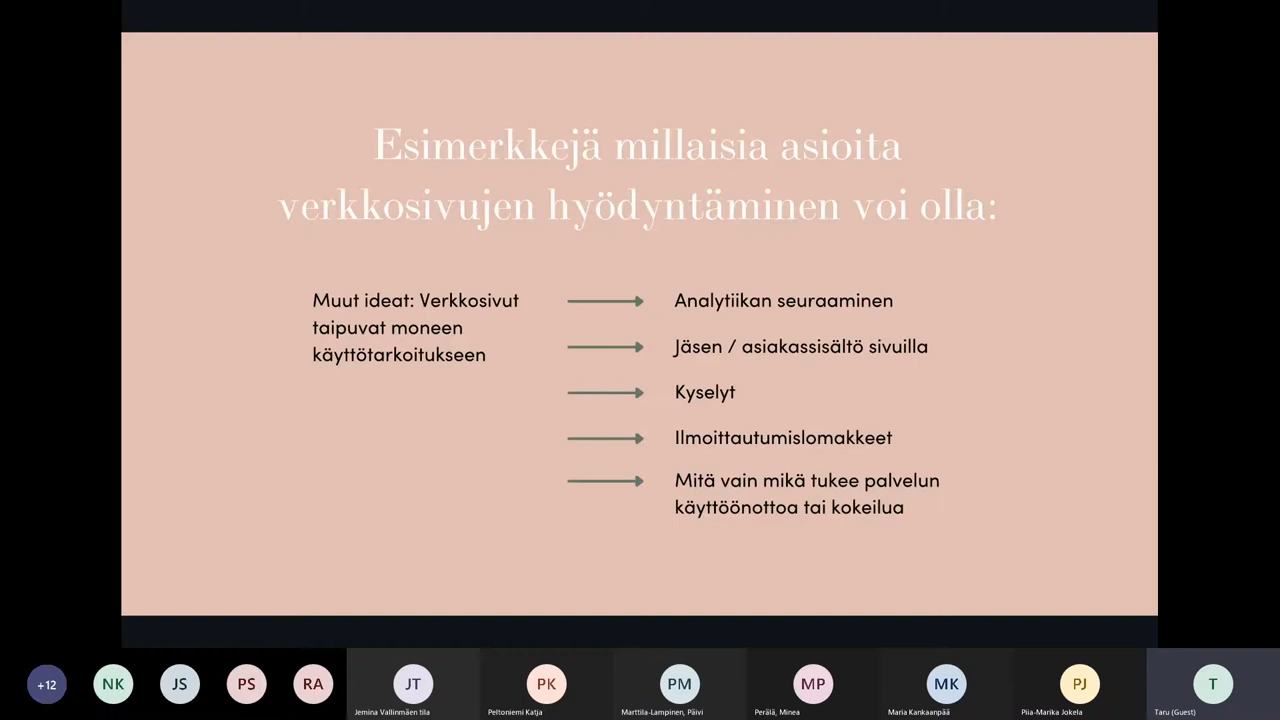 Esimerkkejä millaisia asioita
verkkosivujen hyödyntäminen voi olla:
Muut ideat: Verkkosivut
taipuvat moneen
käyttötarkoitukseen
Analytiikan seuraaminen
Jäsen / asiakassisältö sivuilla
Kyselyt
Ilmoittautumislomakkeet
Mitä vain mikä tukee palvelun
käyttöönottoa tai kokeilua
+12
NK
JS
PS
RA
JT
PK
PM
MP
MK
PJ
T
Jemina Vallinmäen tila
Peltoniemi Katja
Marttila-Lampinen, Päivi
Perälä, Minea
Maria Kankaanpää
Piia-Marika Jokela
Taru (Guest)